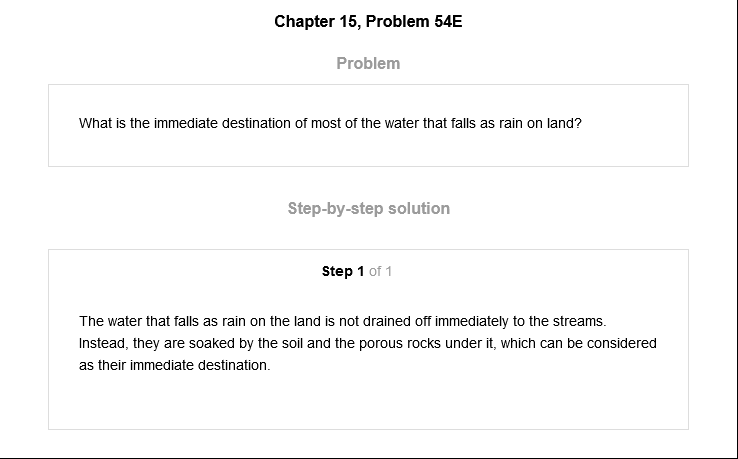 Chapter 15, Problem 54E
Problem
What is the immediate destination of most of the water that falls as rain on land?
Step-by-step solution
Step 1 of 1
The water that falls as rain on the land is not drained off immediately to the streams.
Instead, they are soaked by the soil and the porous rocks under it, which can be considered
as their immediate destination.